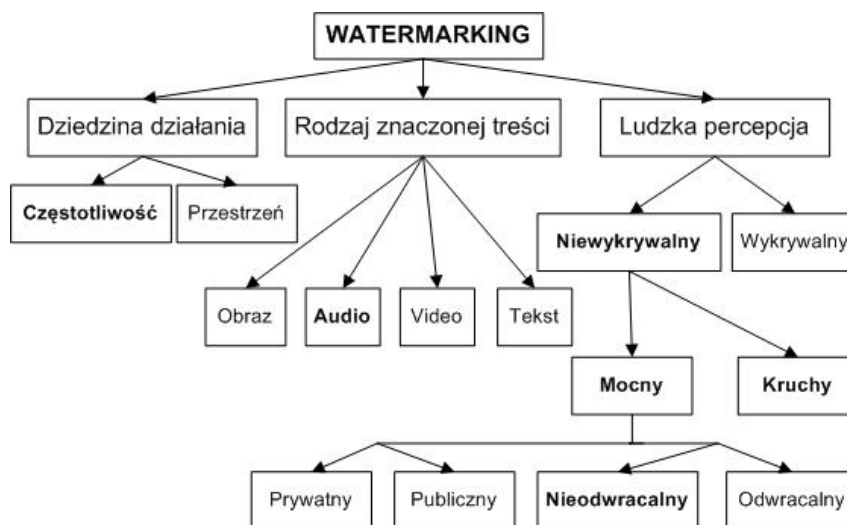 WATERMARKING
Dziedzina działania
Rodzaj znaczonej treści
Ludzka percepcja
Częstotliwość
Przestrzeń
Niewykrywalny
Wykrywalny
Obraz
Audio
Video
Tekst
Mocny
Kruchy
Prywatny
Publiczny
Nieodwracalny
Odwracalny